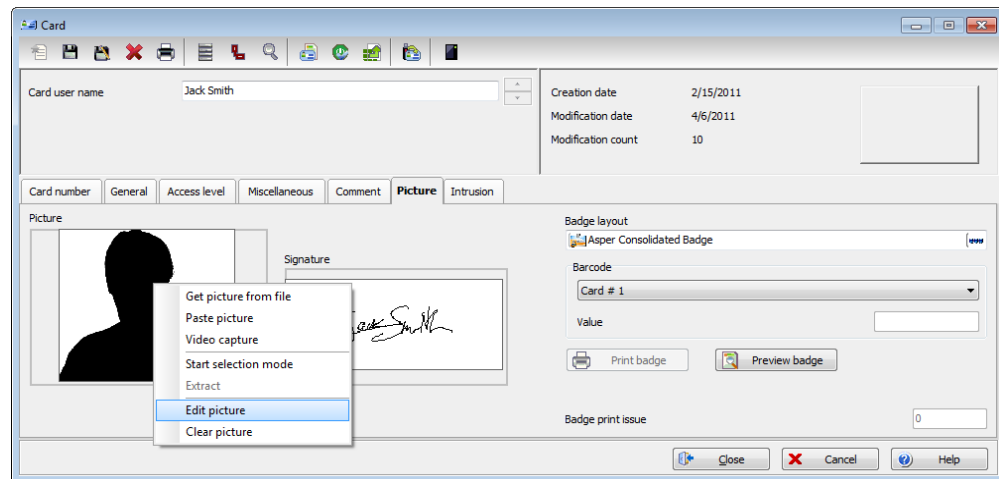 Card
Card user name
Jack Smith
Creation date 2/15/2011
Modification date 4/6/2011
Modification count 10
Card number General Access level Miscellaneous Comment Picture Intrusion
Picture
Signature
Jack Smith
Get picture from file
Paste picture
Video capture
Start selection mode
Extract
Edit picture
Clear picture
Badge layout
Asper Consolidated Badge
Barcode
Card # 1
Value
Print badge Preview badge
Badge print issue 0
Close Cancel Help